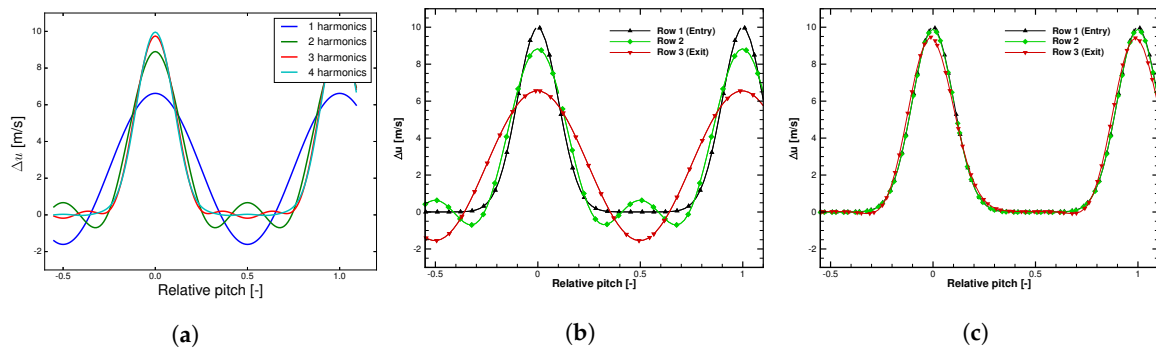 10
8
6
4
2
0
-2
Δu [m/s]
-0.5
0.0
0.5
1.0
Relative pitch [-]
1 harmonics
2 harmonics
3 harmonics
4 harmonics
(a)
10
8
6
4
2
0
-2
Δu [m/s]
-0.5
0
0.5
1
Relative pitch [-]
Row 1 (Entry)
Row 2
Row 3 (Exit)
(b)
10
8
6
4
2
0
-2
Δu [m/s]
-0.5
0
0.5
1
Relative pitch [-]
Row 1 (Entry)
Row 2
Row 3 (Exit)
(c)